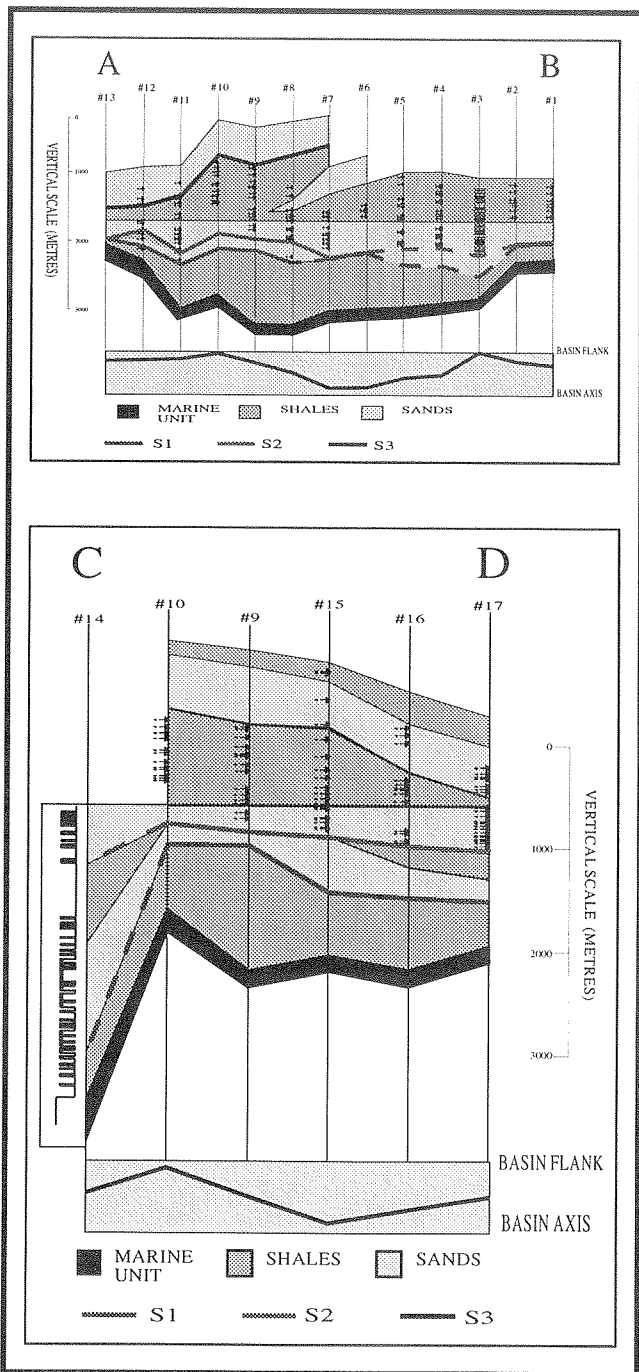 A B
#13 #12 #11 #10 #9 #8 #7 #6 #5 #4 #3 #2 #1
VERTICAL SCALE (METRES)
0
1000
2000
3000
BASIN FLANK
BASIN AXIS
MARINE UNIT SHALES SANDS
S1 S2 S3
C D
#14 #10 #9 #15 #16 #17
VERTICAL SCALE (METRES)
0
1000
2000
3000
BASIN FLANK
BASIN AXIS
MARINE UNIT SHALES SANDS
S1 S2 S3